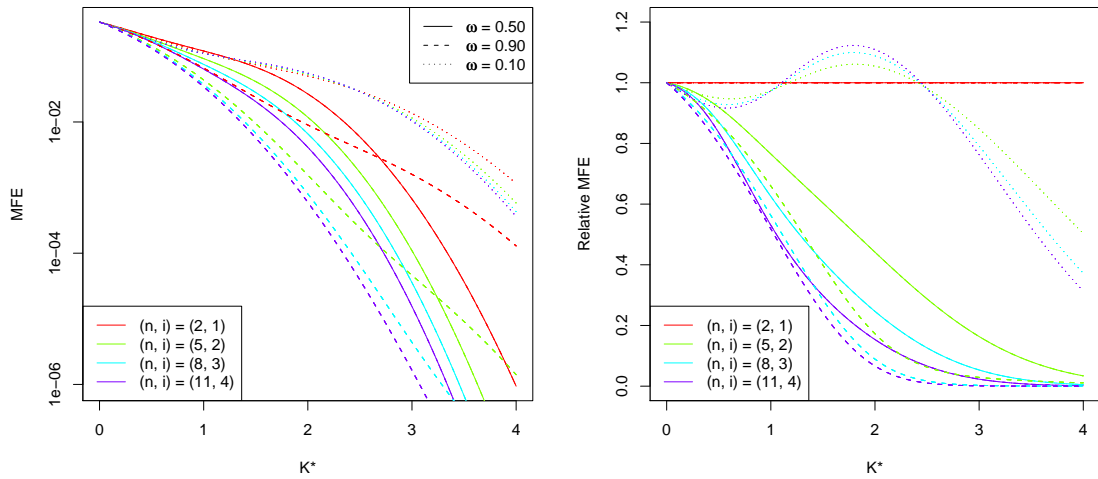 MFE
1e-02
1e-04
1e-06
0 1 2 3 4
K*
ω = 0.50
ω = 0.90
ω = 0.10
(n, i) = (2, 1)
(n, i) = (5, 2)
(n, i) = (8, 3)
(n, i) = (11, 4)
Relative MFE
1.2
1.0
0.8
0.6
0.4
0.2
0.0
0 1 2 3 4
K*
(n, i) = (2, 1)
(n, i) = (5, 2)
(n, i) = (8, 3)
(n, i) = (11, 4)